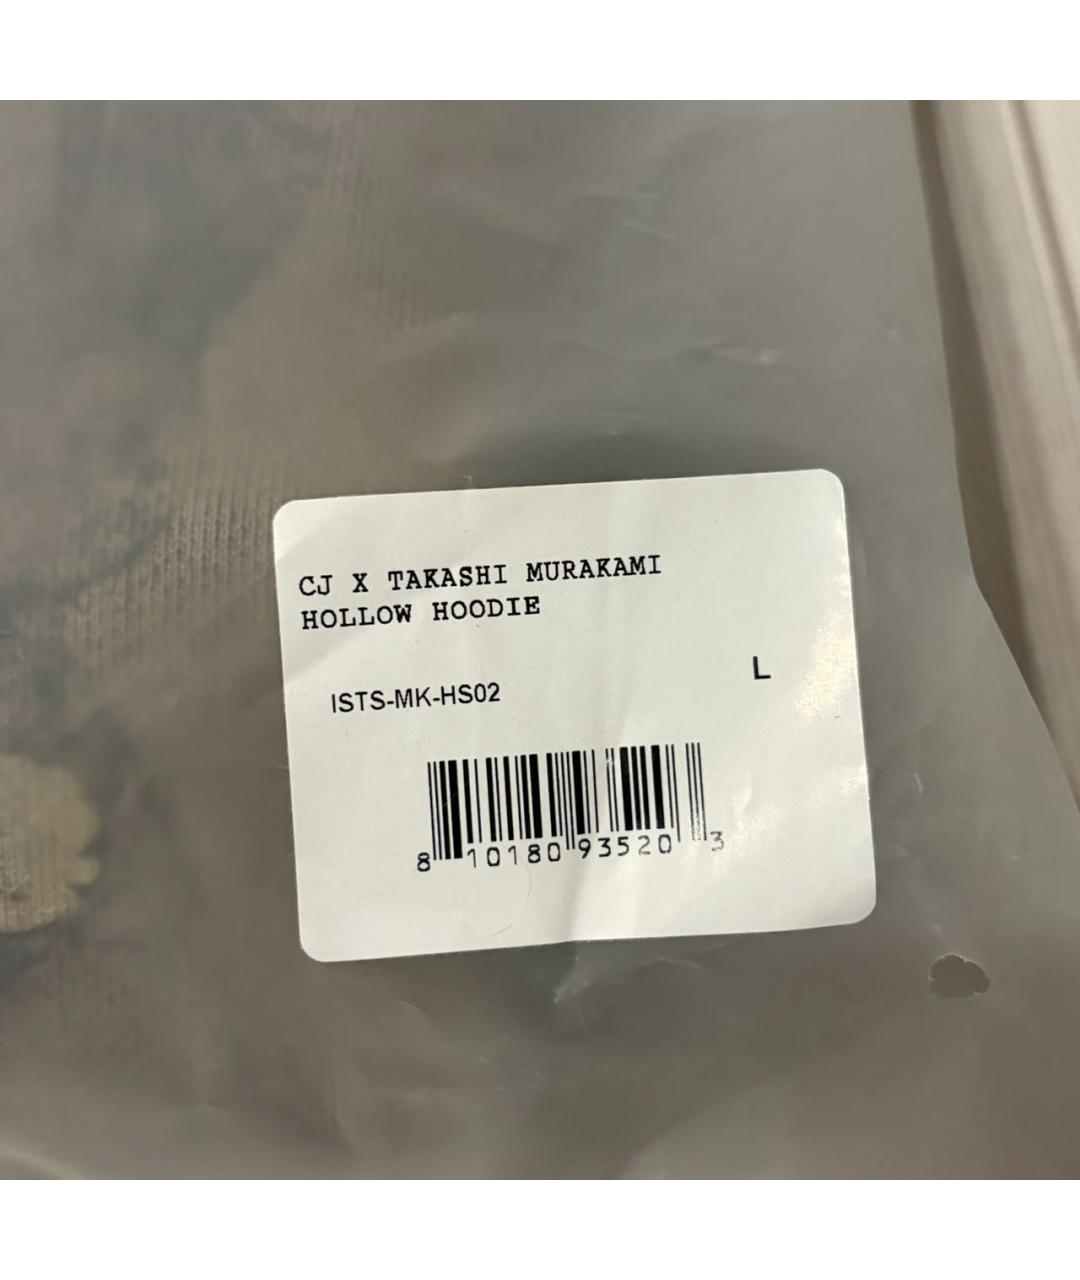 CJ X TAKASHI MURAKAMI
HOLLOW HOODIE
L
ISTS-MK-HS02
8 10180 93520 3